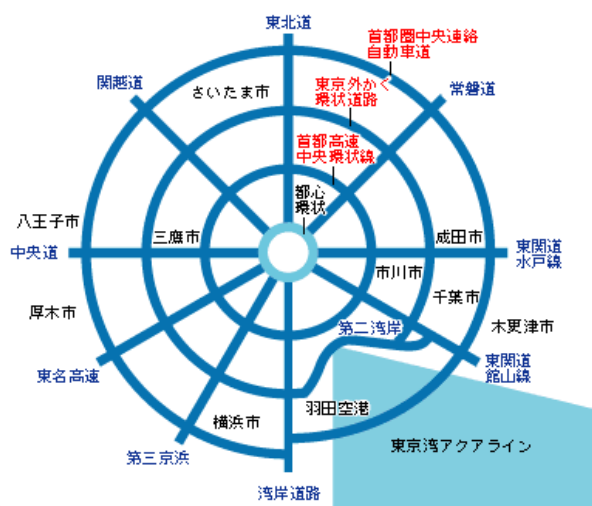 東北道
首都圏中央連絡
自動車道
関越道
東京外かく
環状道路
常磐道
さいたま市
首都高速
中央環状線
都心
環状
八王子市
三鷹市
成田市
中央道
東関道
水戸線
市川市
千葉市
厚木市
第二湾岸
木更津市
東名高速
東関道
館山線
羽田空港
横浜市
第三京浜
東京湾アクアライン
湾岸道路